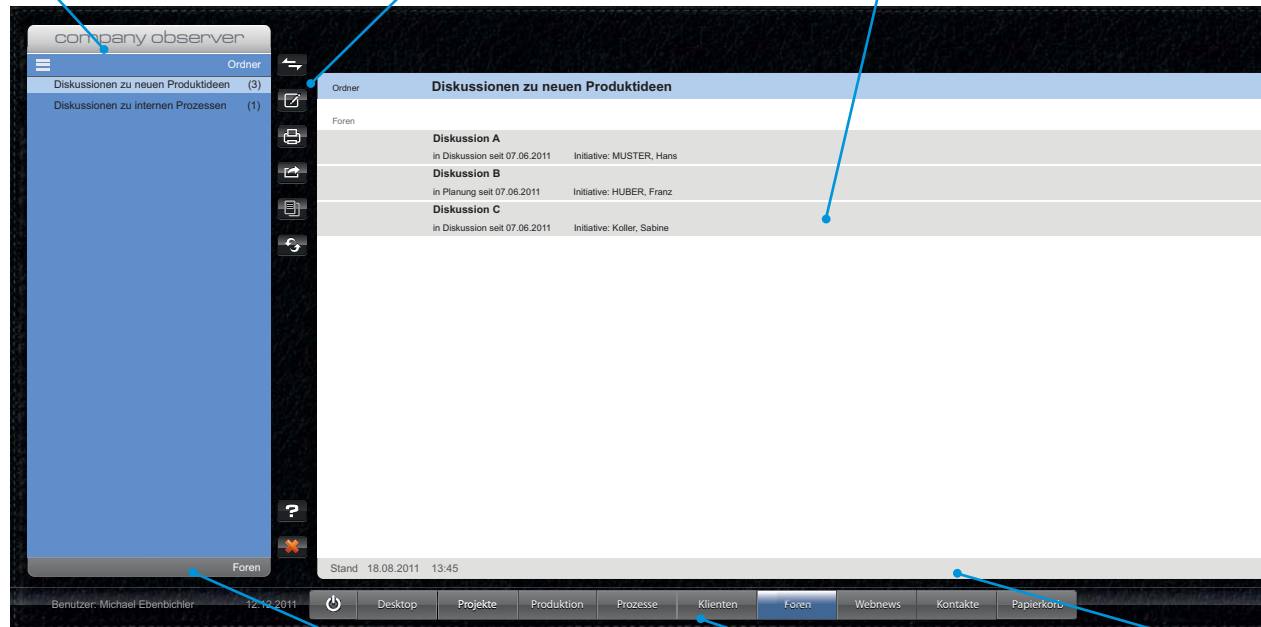 company observer
Ordner
Diskussionen zu neuen Produktideen (3)
Diskussionen zu internen Prozessen (1)
Ordner Diskussionen zu neuen Produktideen
Foren
Diskussion A
in Diskussion seit 07.06.2011 Initiative: MUSTER, Hans
Diskussion B
in Planung seit 07.06.2011 Initiative: HUBER, Franz
Diskussion C
in Diskussion seit 07.06.2011 Initiative: Koller, Sabine
?
Foren
Stand 18.08.2011 13:45
Benutzer: Michael Ebenbichler 12.12.2011
Desktop Projekte Produktion Prozesse Klienten Foren Webnews Kontakte Papierkorb